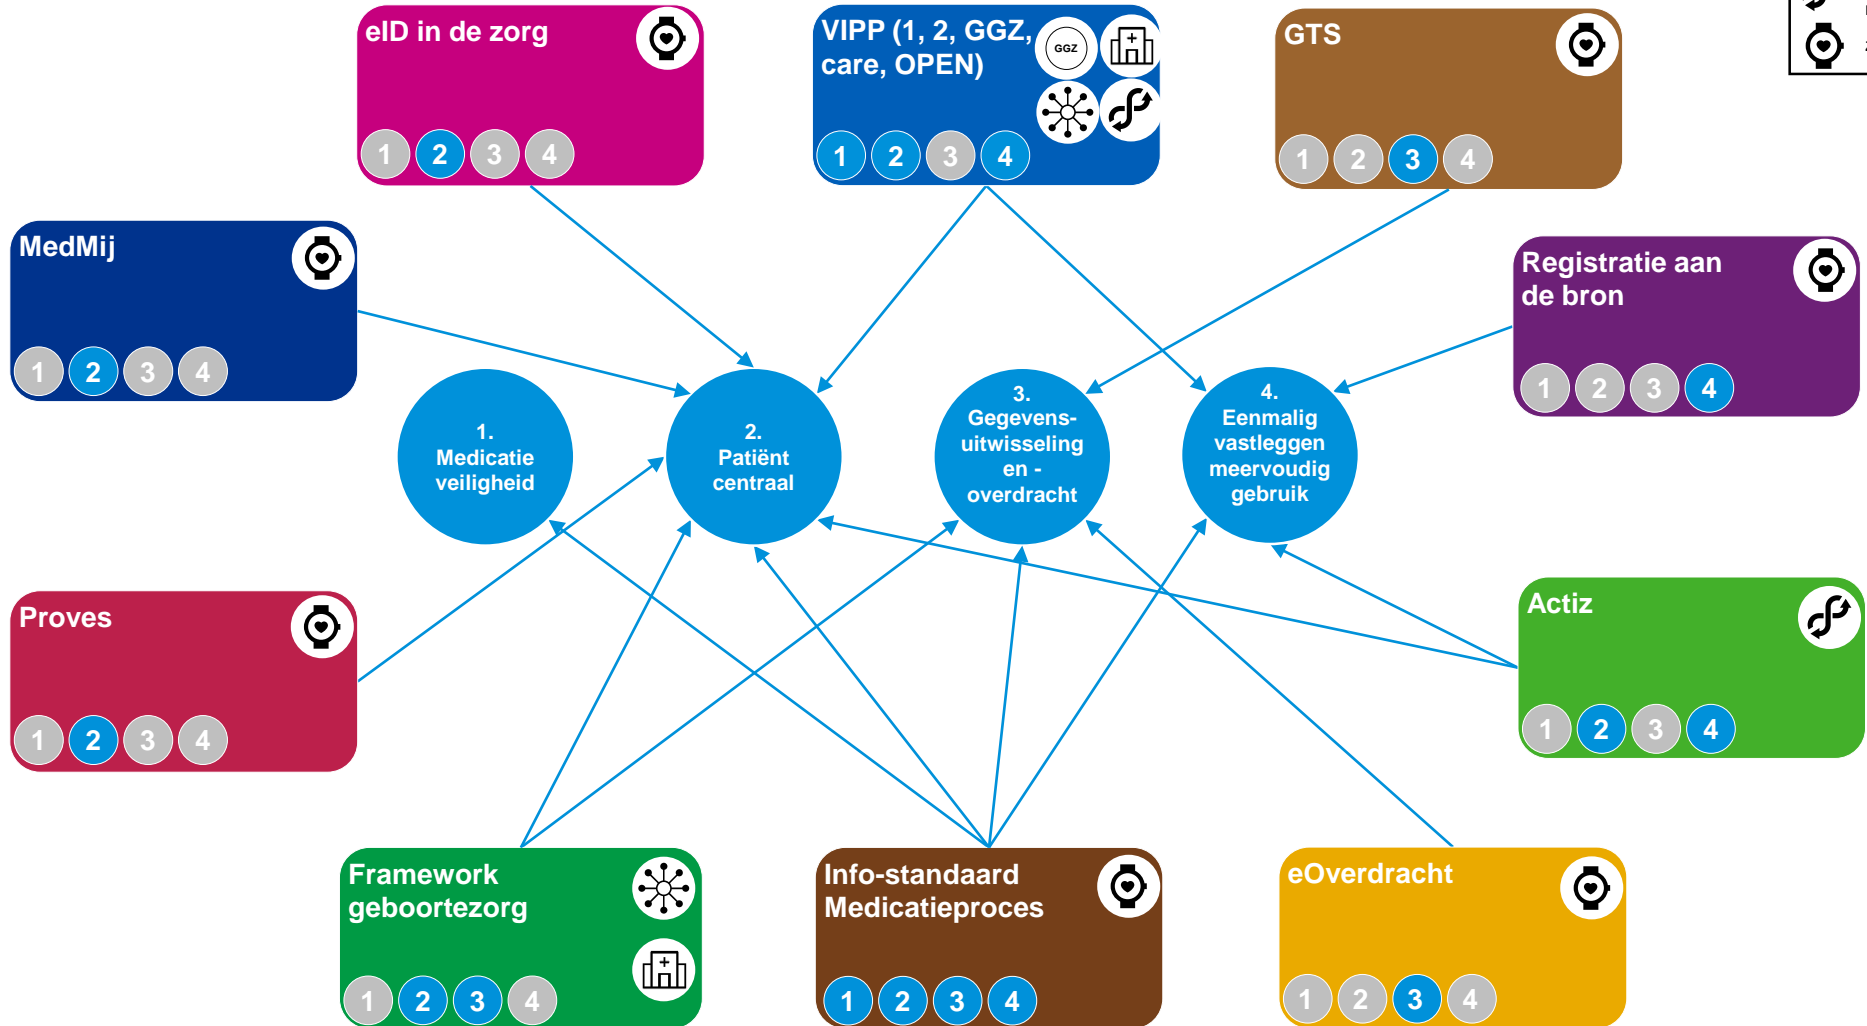 eID in de zorg
1 2 3 4
VIPP (1, 2, GGZ,
care, OPEN)
GGZ
1 2 3 4
GTS
1 2 3 4
MedMij
1 2 3 4
Registratie aan
de bron
1 2 3 4
1.
Medicatie
veiligheid
2.
Patiënt
centraal
3.
Gegevens-
uitwisseling
en -
overdracht
4.
Eenmalig
vastleggen
meervoudig
gebruik
Proves
1 2 3 4
Actiz
1 2 3 4
Framework
geboortezorg
1 2 3 4
Info-standaard
Medicatieproces
1 2 3 4
eOverdracht
1 2 3 4